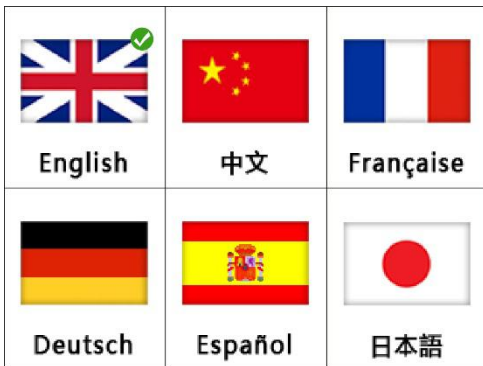 English
中文
Française
Deutsch
Español
日本語